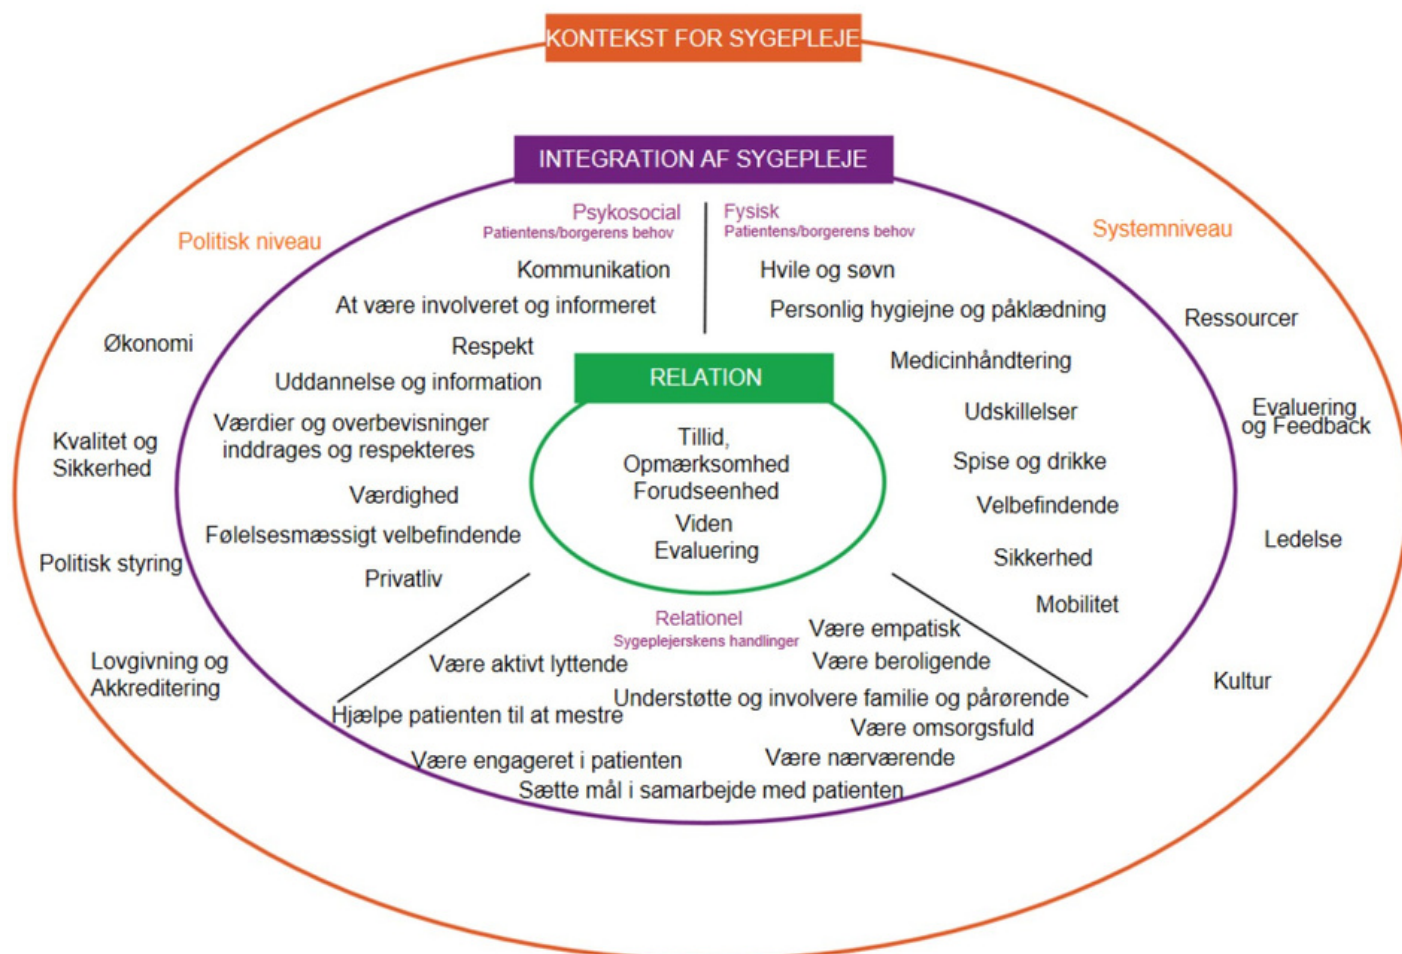 KONTEKST FOR SYGEPLEJE
INTEGRATION AF SYGEPLEJE
Politisk niveau
Økonomi
Kvalitet og
Sikkerhed
Politisk styring
Lovgivning og
Akkreditering
Psykosocial
Patientens/borgerens behov
Kommunikation
At være involveret og informeret
Respekt
Uddannelse og information
Værdier og overbevisninger
inddrages og respekteres
Værdighed
Følelsesmæssigt velbefindende
Privatliv
Fysisk
Patientens/borgerens behov
Hvile og søvn
Personlig hygiejne og påklædning
Medicinhåndtering
Udskillelser
Spise og drikke
Velbefindende
Sikkerhed
Mobilitet
RELATION
Tillid,
Opmærksomhed
Forudseenhed
Viden
Evaluering
Relationel
Sygeplejerskens handlinger
Være empatisk
Være aktivt lyttende
Være beroligende
Understøtte og involvere familie og pårørende
Hjælpe patienten til at mestre
Være omsorgsfuld
Være engageret i patienten
Være nærværende
Sætte mål i samarbejde med patienten
Systemniveau
Ressourcer
Evaluering
og Feedback
Ledelse
Kultur